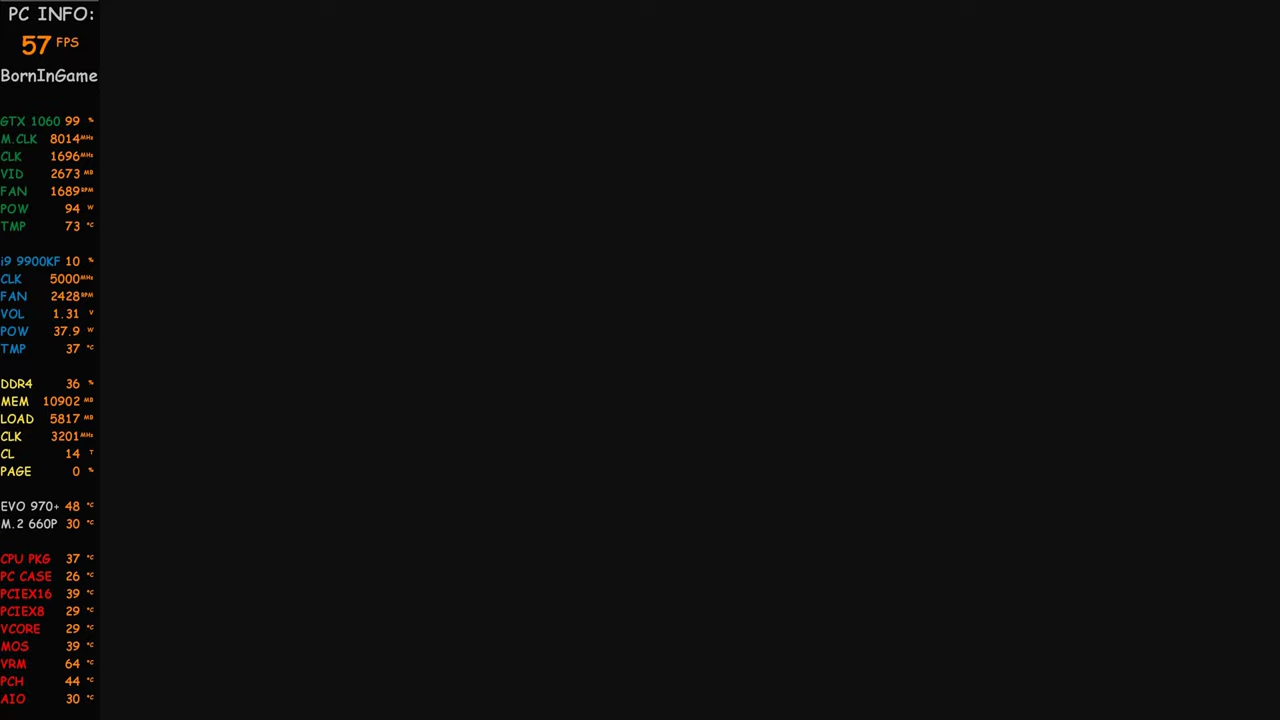 PC INFO:
57 FPS
BornInGame
GTX 1060 99 %
M.CLK 8014 MHz
CLK 1696 MHz
VID 2673 MB
FAN 1689 RPM
POW 94 W
TMP 73 °C
i9 9900KF 10 %
CLK 5000 MHz
FAN 2428 RPM
VOL 1.31 V
POW 37.9 W
TMP 37 °C
DDR4 36 %
MEM 10902 MB
LOAD 5817 MB
CLK 3201 MHz
CL 14 T
PAGE 0 %
EVO 970+ 48 °C
M.2 660P 30 °C
CPU PKG 37 °C
PC CASE 26 °C
PCIEX16 39 °C
PCIEX8 29 °C
VCORE 29 °C
MOS 39 °C
VRM 64 °C
PCH 44 °C
AIO 30 °C